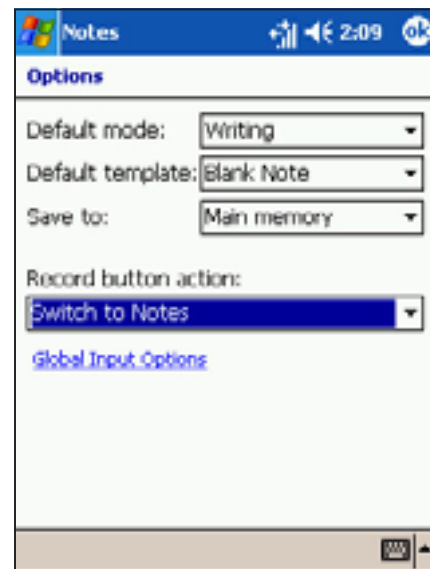 Notes 2:09 ok
Options
Default mode: Writing
Default template: Blank Note
Save to: Main memory
Record button action:
Switch to Notes
Global Input Options